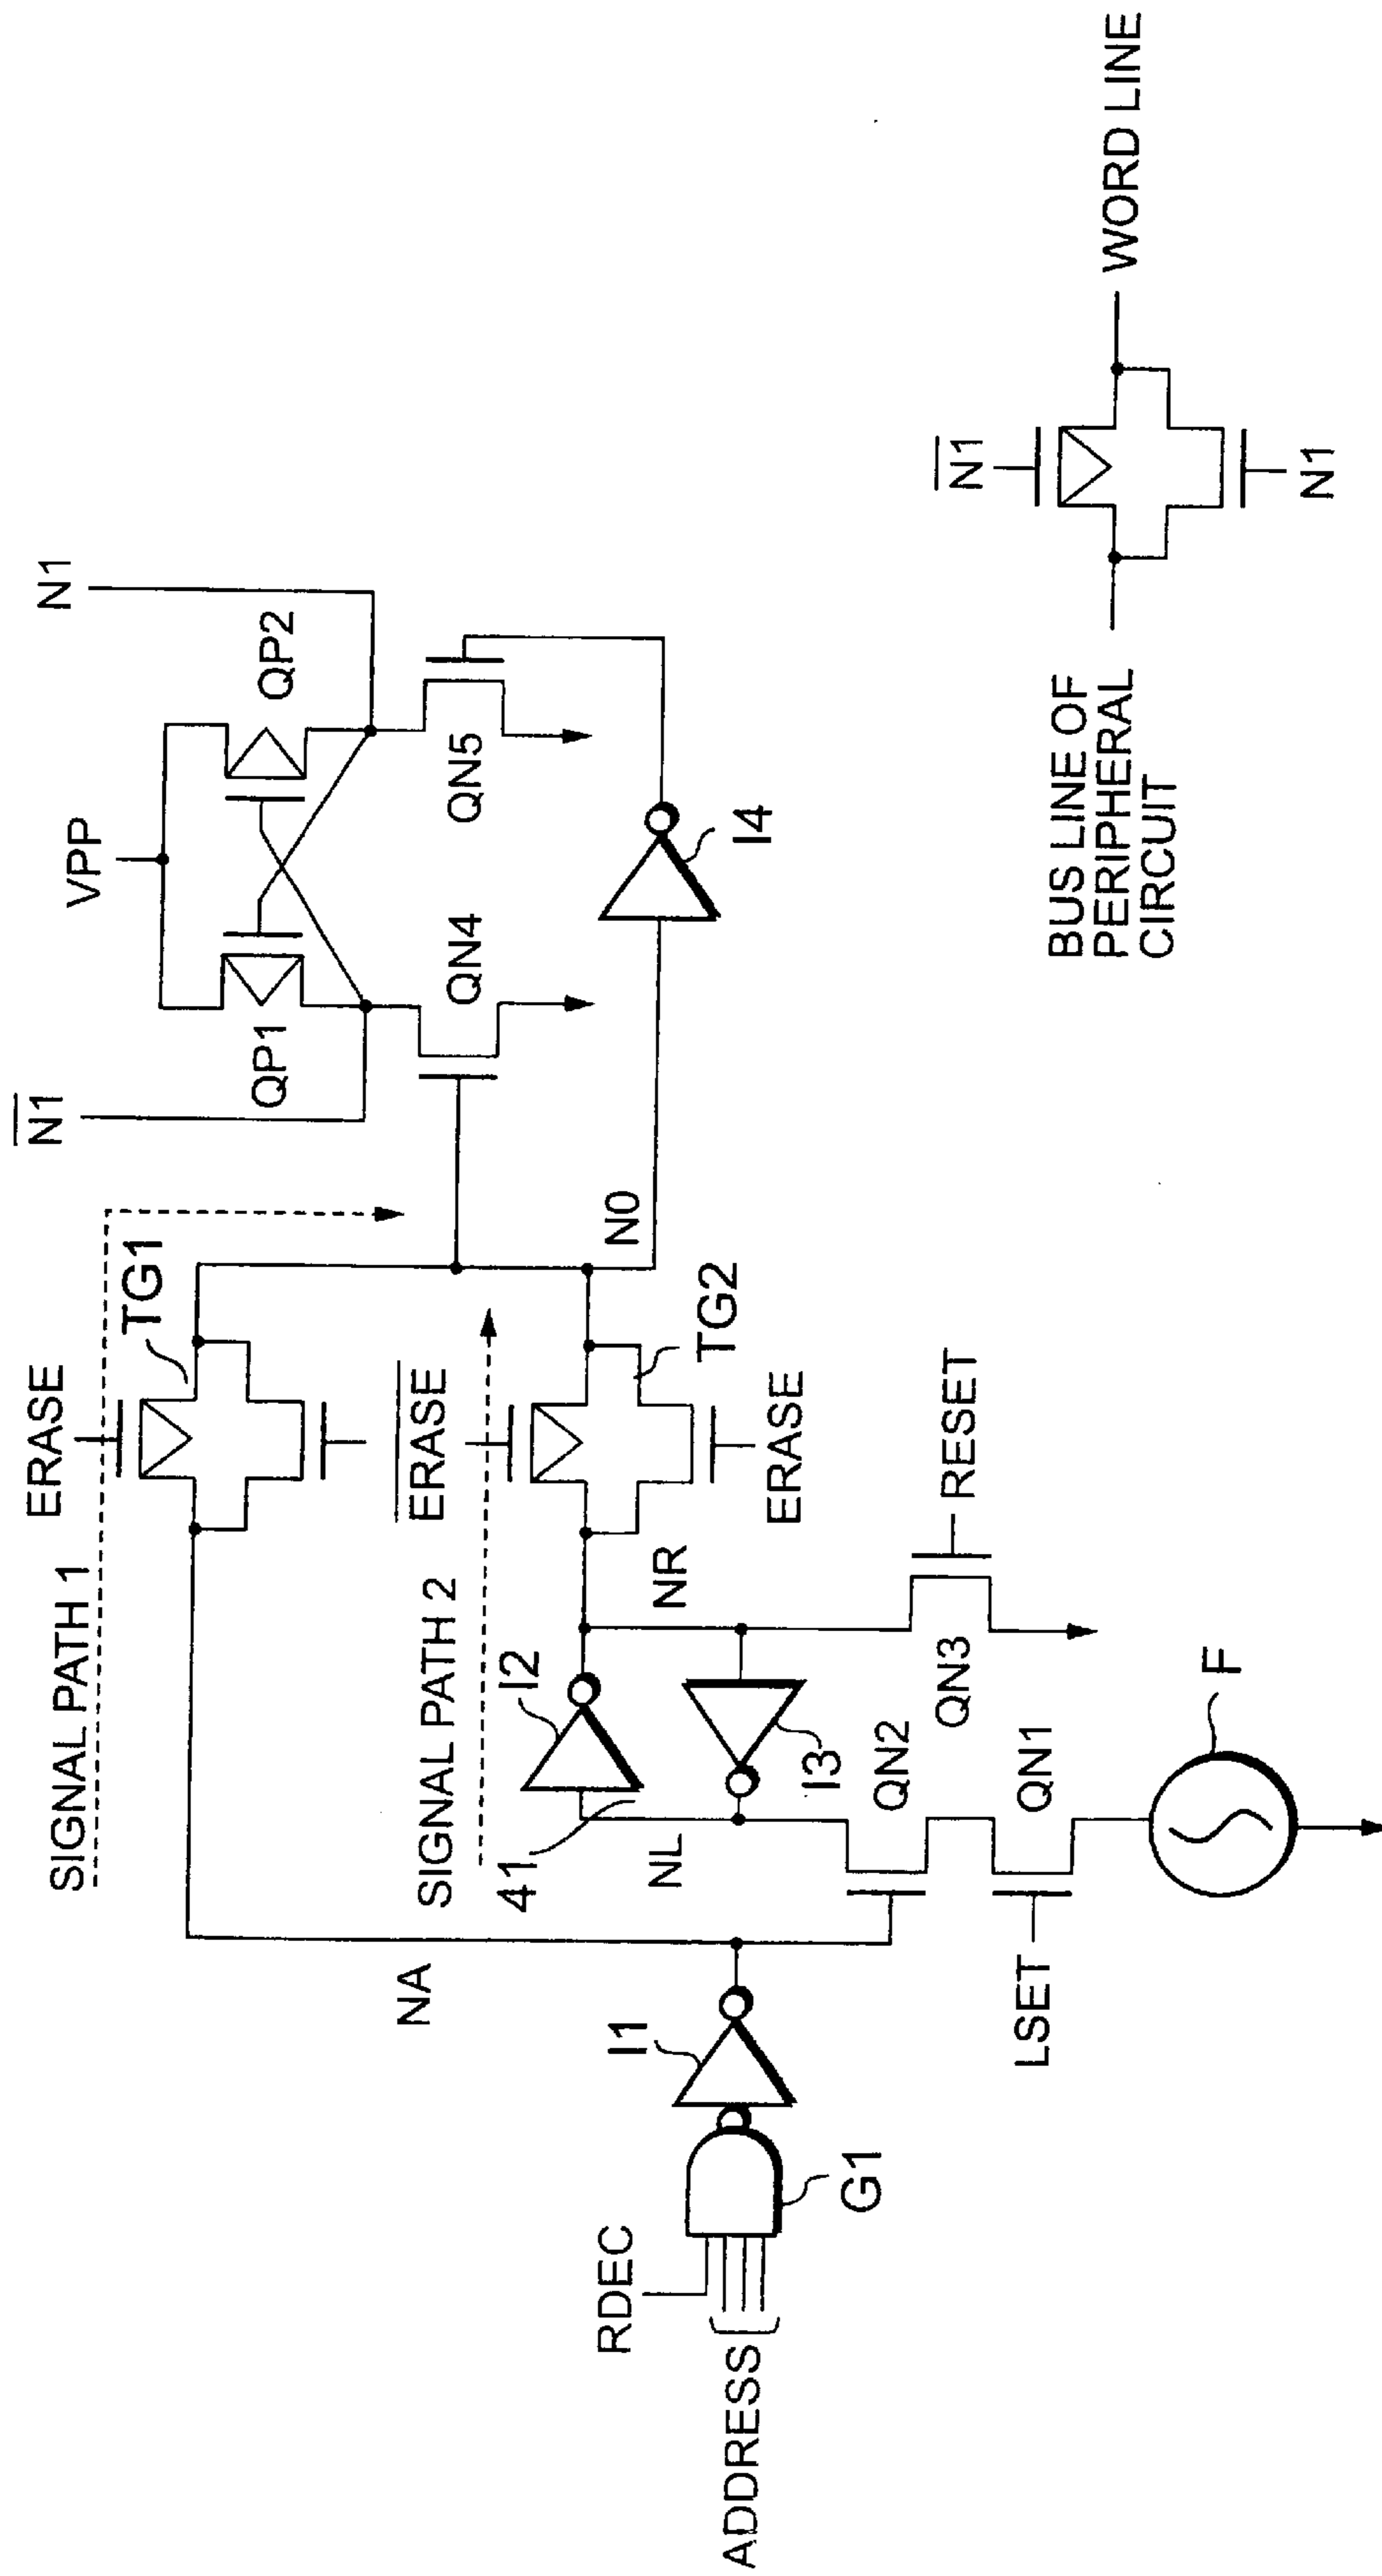 SIGNAL PATH 1
ERASE
TG1
N1
VPP
N1
QP1
QP2
SIGNAL PATH 2
ERASE
TG2
ERASE
QN4
QN5
N0
I4
NA
41
I2
NR
NL
I3
RESET
QN3
QN2
QN1
F
LSET
I1
G1
RDEC
ADDRESS
N1
N1
WORD LINE
BUS LINE OF
PERIPHERAL
CIRCUIT